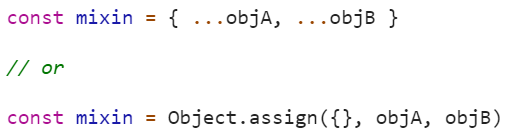 const mixin = { ...objA, ...objB }
// or
const mixin = Object.assign({}, objA, objB)